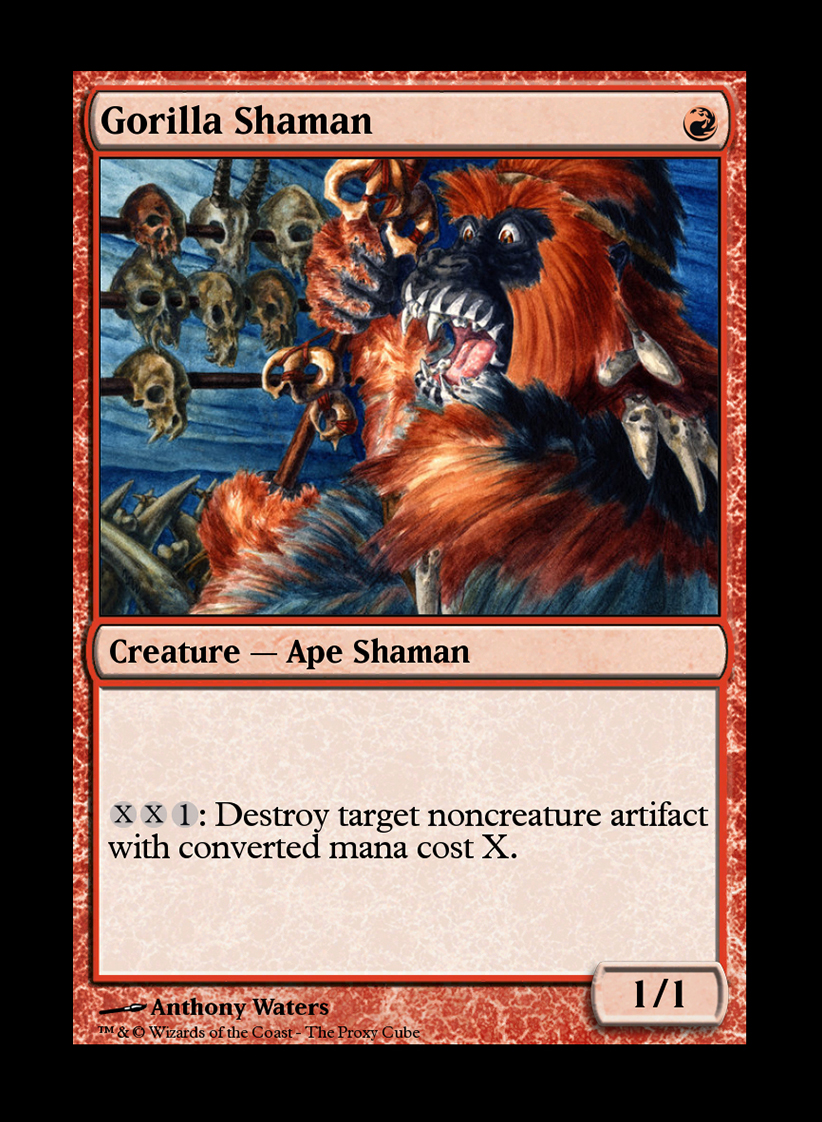 Gorilla Shaman
Creature — Ape Shaman
X X 1: Destroy target noncreature artifact
with converted mana cost X.
1/1
Anthony Waters
™ & © Wizards of the Coast - The Proxy Cube